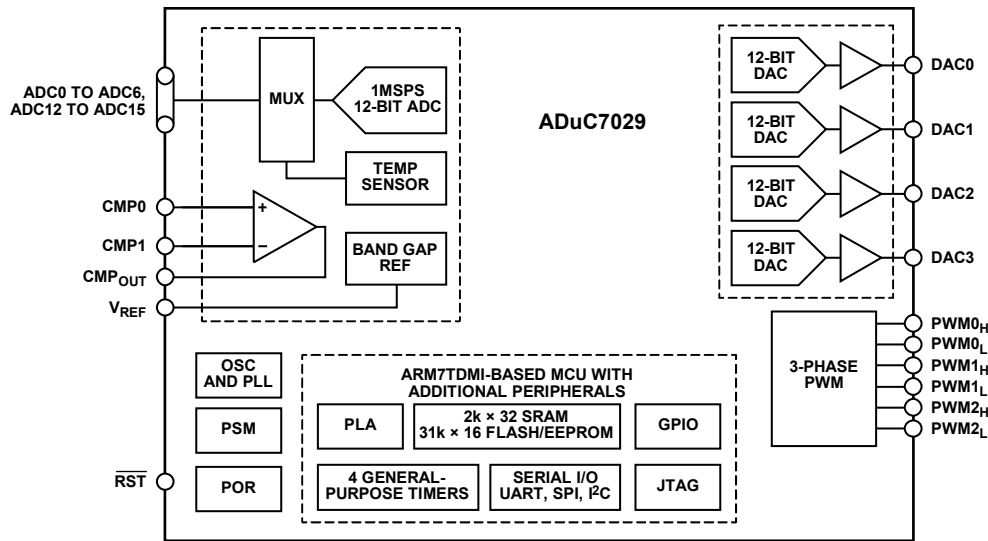 ADC0 TO ADC6,
ADC12 TO ADC15
MUX
1MSPS
12-BIT ADC
TEMP
SENSOR
CMP0
+
CMP1
−
CMPOUT
BAND GAP
REF
VREF
ADuC7029
12-BIT
DAC
DAC0
12-BIT
DAC
DAC1
12-BIT
DAC
DAC2
12-BIT
DAC
DAC3
3-PHASE
PWM
PWM0H
PWM0L
PWM1H
PWM1L
PWM2H
PWM2L
OSC
AND PLL
PSM
POR
RST
ARM7TDMI-BASED MCU WITH
ADDITIONAL PERIPHERALS
PLA
2k × 32 SRAM
31k × 16 FLASH/EEPROM
GPIO
4 GENERAL-
PURPOSE TIMERS
SERIAL I/O
UART, SPI, I2C
JTAG